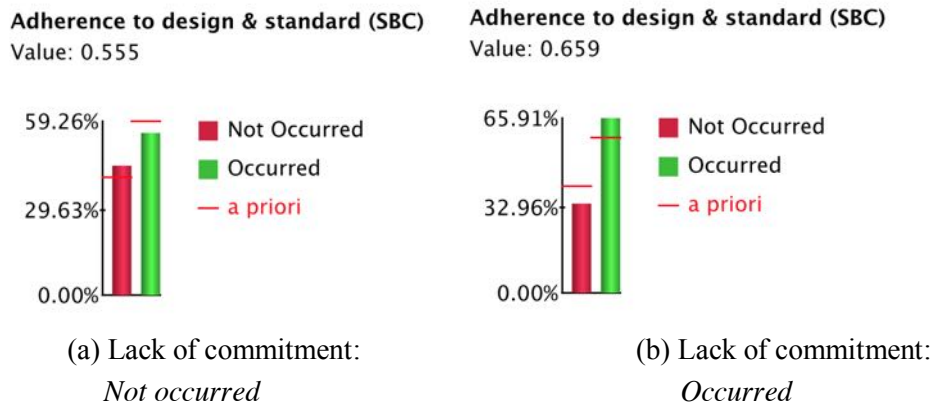 Adherence to design & standard (SBC)
Value: 0.555
59.26%
29.63%
0.00%
Not Occurred
Occurred
a priori
(a) Lack of commitment:
Not occurred
Adherence to design & standard (SBC)
Value: 0.659
65.91%
32.96%
0.00%
Not Occurred
Occurred
a priori
(b) Lack of commitment:
Occurred